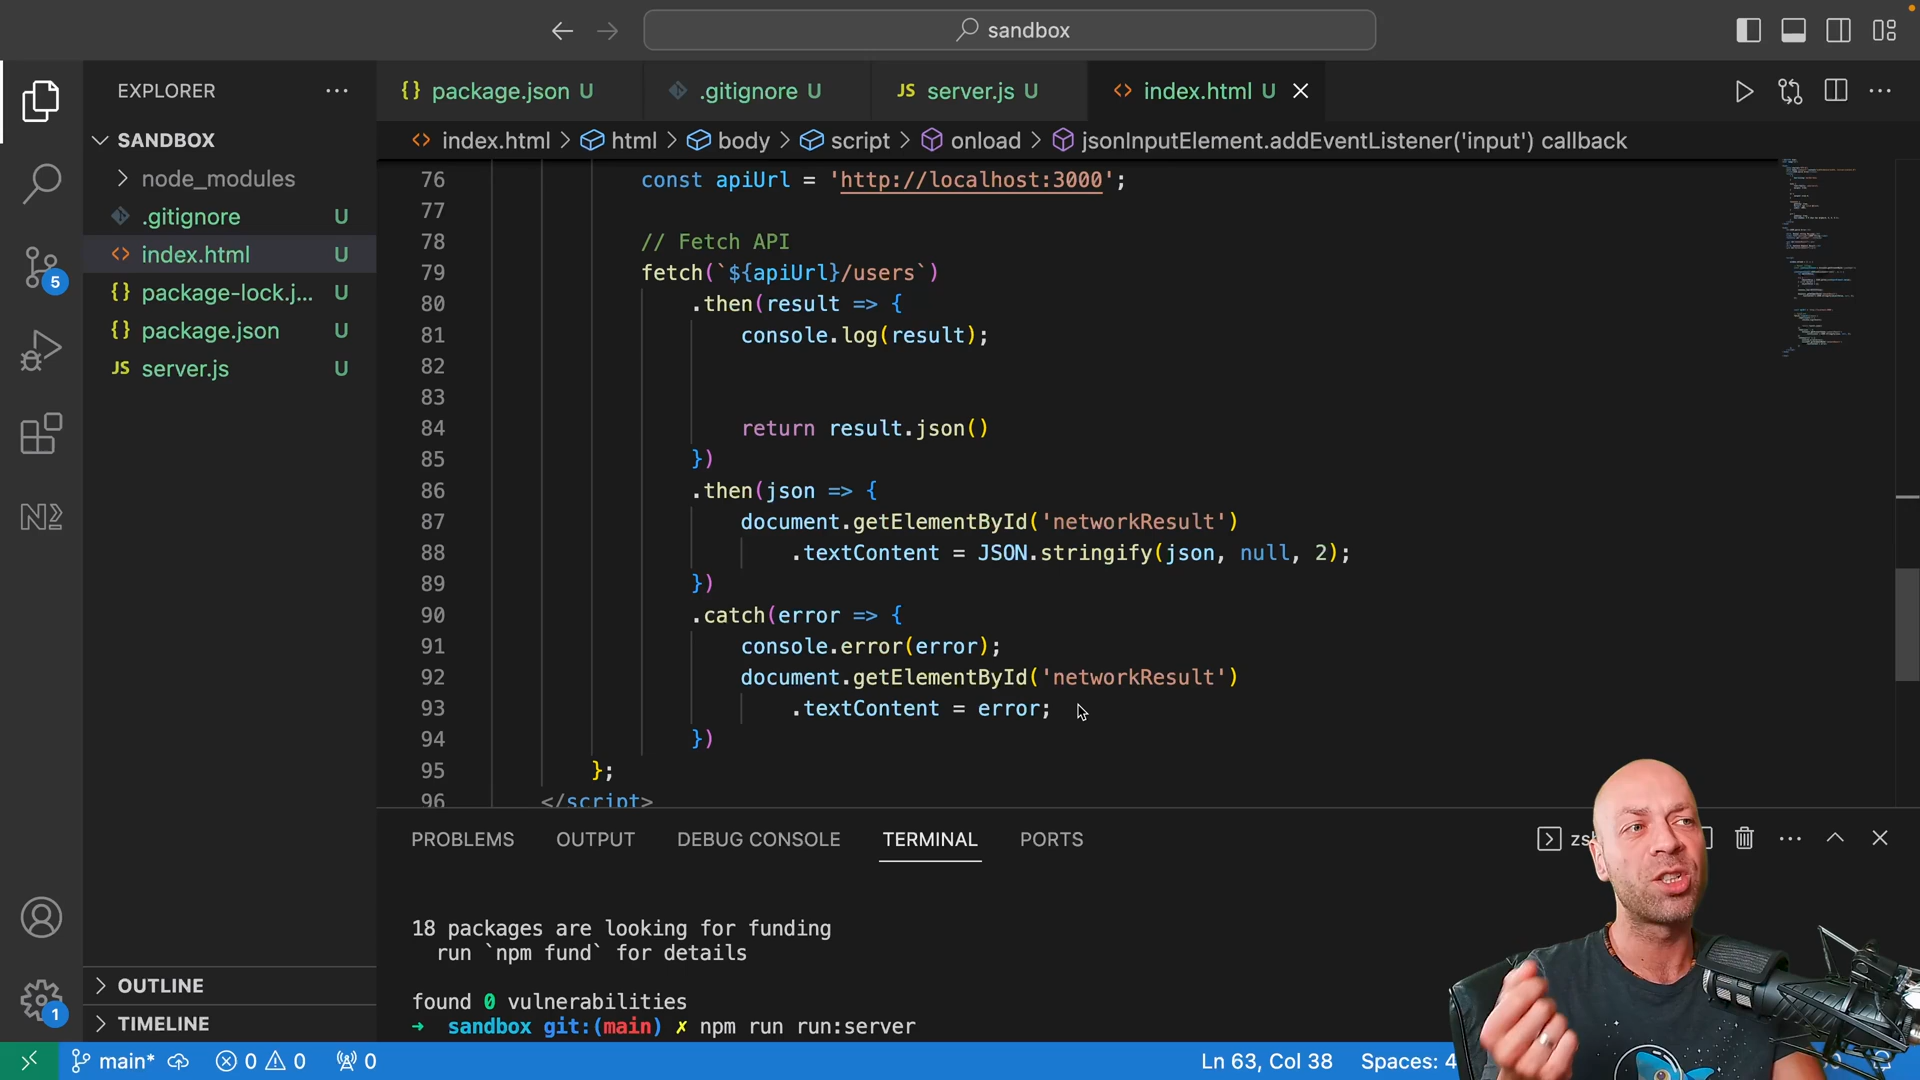 sandbox
EXPLORER
SANDBOX
node_modules
.gitignore U
index.html U
package-lock.j... U
package.json U
JS server.js U
5
1
OUTLINE
TIMELINE
{} package.json U
.gitignore U
JS server.js U
<> index.html U
<> index.html > html > body > script > onload > jsonInputElement.addEventListener('input') callback
76 const apiUrl = 'http://localhost:3000';
77
78 // Fetch API
79 fetch(`${apiUrl}/users`)
80 .then(result => {
81 console.log(result);
82
83
84 return result.json()
85 })
86 .then(json => {
87 document.getElementById('networkResult')
88 .textContent = JSON.stringify(json, null, 2);
89 })
90 .catch(error => {
91 console.error(error);
92 document.getElementById('networkResult')
93 .textContent = error;
94 })
95 };
96 </script>
PROBLEMS OUTPUT DEBUG CONSOLE TERMINAL PORTS
18 packages are looking for funding
run `npm fund` for details
found 0 vulnerabilities
➜ sandbox git:(main) ✗ npm run run:server
main* 0 0 0 Ln 63, Col 38 Spaces: 4